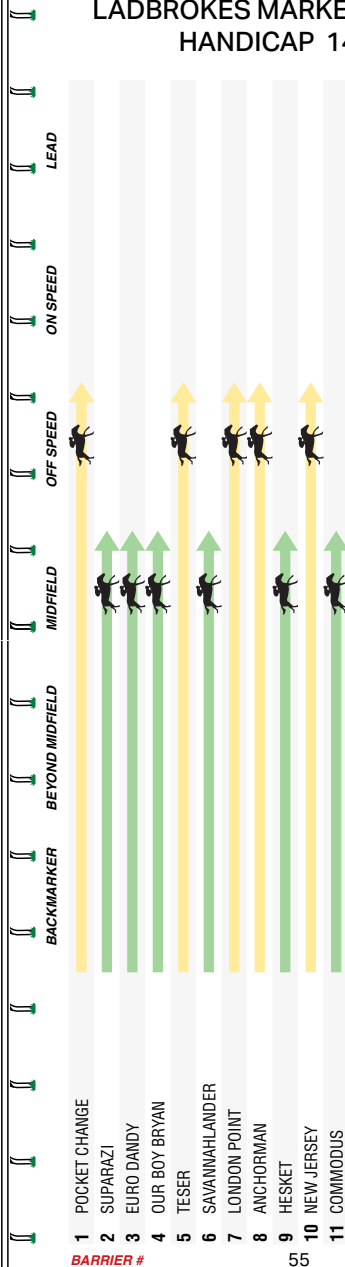 LADBROKES MARKE
HANDICAP 14
LEAD
ON SPEED
OFF SPEED
MIDFIELD
BEYOND MIDFIELD
BACKMARKER
1 POCKET CHANGE
2 SUPARAZI
3 EURO DANDY
4 OUR BOY BRYAN
5 TESER
6 SAVANNAHLANDER
7 LONDON POINT
8 ANCHORMAN
9 HESKET
10 NEW JERSEY
11 COMMODUS
BARRIER #
55